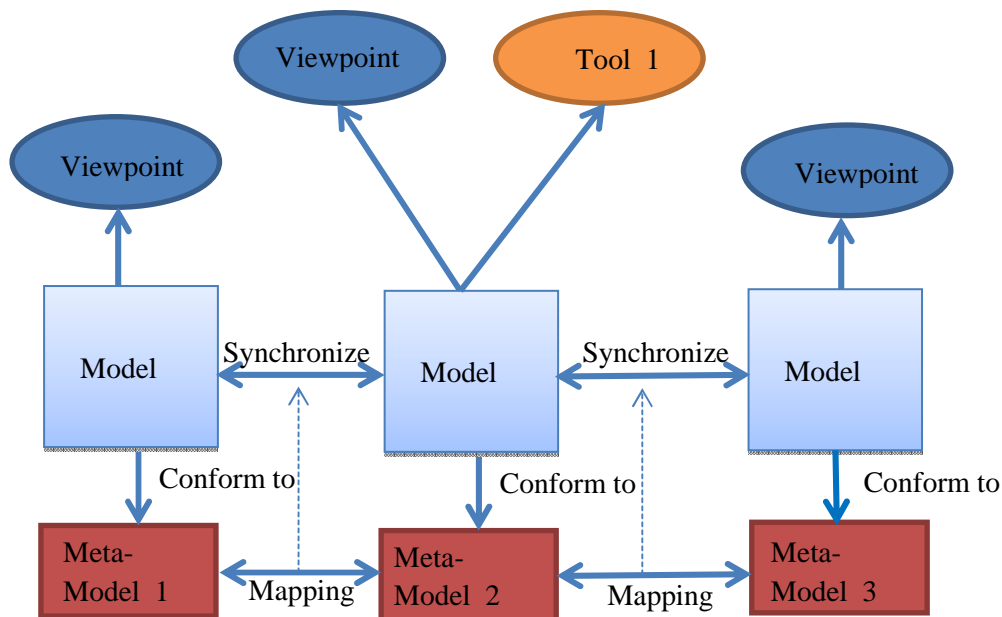 Viewpoint
Tool 1
Viewpoint
Viewpoint
Synchronize
Synchronize
Model
Model
Model
Conform to
Conform to
Conform to
Meta-
Model 1
Mapping
Meta-
Model 2
Mapping
Meta-
Model 3